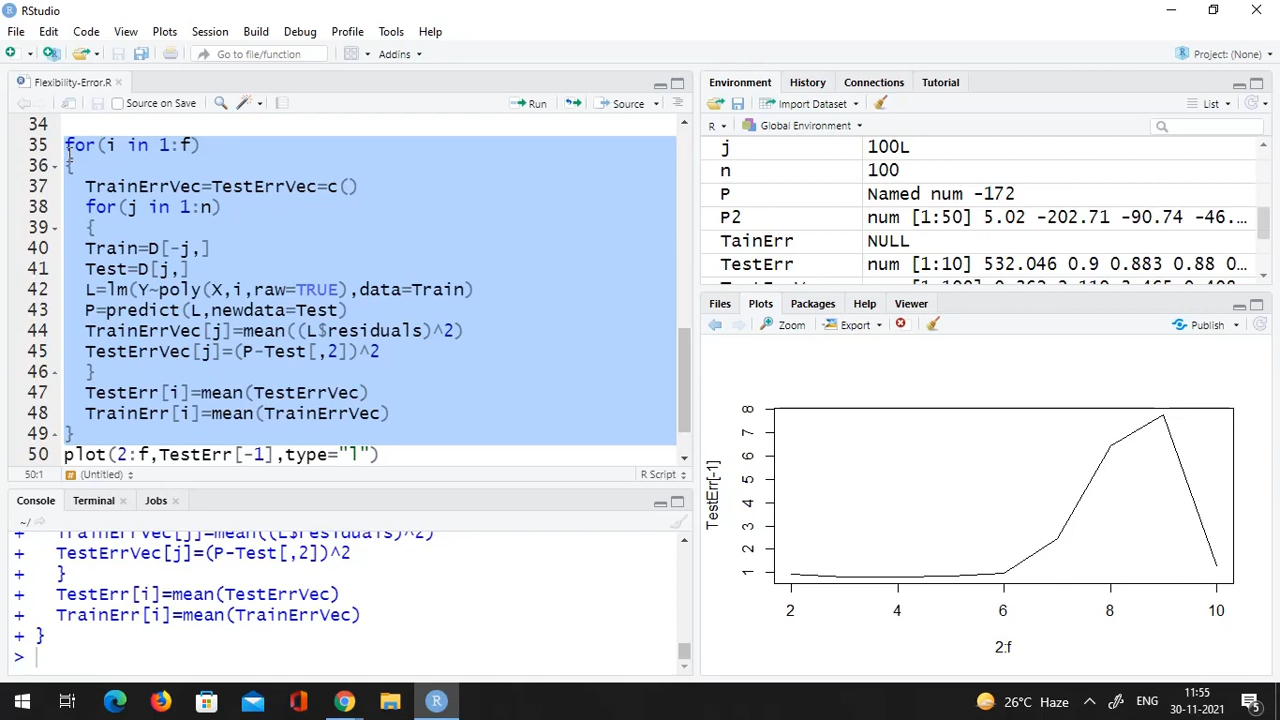 RStudio
File Edit Code View Plots Session Build Debug Profile Tools Help
Go to file/function Addins Project: (None)
Flexibility-Error.R
Source on Save Run Source
34
35 for(i in 1:f)
36 {
37 TrainErrVec=TestErrVec=c()
38 for(j in 1:n)
39 {
40 Train=D[-j,]
41 Test=D[j,]
42 L=lm(Y~poly(X,i,raw=TRUE),data=Train)
43 P=predict(L,newdata=Test)
44 TrainErrVec[j]=mean((L$residuals)^2)
45 TestErrVec[j]=(P-Test[,2])^2
46 }
47 TestErr[i]=mean(TestErrVec)
48 TrainErr[i]=mean(TrainErrVec)
49 }
50 plot(2:f,TestErr[-1],type="l")
50:1 (Untitled) R Script
Console Terminal Jobs
~/
+ TrainErrVec[j]=mean((L$residuals)^2)
+ TestErrVec[j]=(P-Test[,2])^2
+ }
+ TestErr[i]=mean(TestErrVec)
+ TrainErr[i]=mean(TrainErrVec)
+ }
>
Environment History Connections Tutorial
Import Dataset List
R Global Environment
j 100L
n 100
P Named num -172
P2 num [1:50] 5.02 -202.71 -90.74 -46.…
TainErr NULL
TestErr num [1:10] 532.046 0.9 0.883 0.88 0…
Files Plots Packages Help Viewer
Zoom Export Publish
TestErr[-1]
8
7
6
5
4
3
2
1
2 4 6 8 10
2:f
26°C Haze ENG 11:55
30-11-2021
5